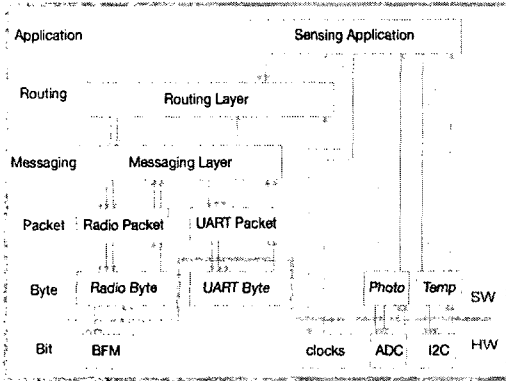 Application Sensing Application
Routing Routing Layer
Messaging Messaging Layer
Packet Radio Packet UART Packet
Byte Radio Byte UART Byte Photo Temp SW
Bit BFM clocks ADC I2C HW